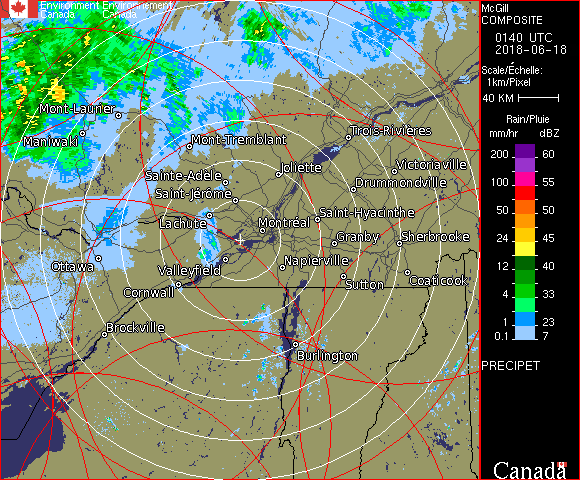 Environment Environnement
Canada Canada
McGill
COMPOSITE
0140 UTC
2018-06-18
Scale/Échelle:
1km/Pixel
40 KM
Rain/Pluie
mm/hr dBZ
200 60
150 57
100 55
50 50
24 45
12 40
4 33
1 23
0.1 7
PRECIPET
Canada
Mont-Laurier
Maniwaki
Mont-Tremblant
Trois-Rivières
Sainte-Adèle
Joliette
Victoriaville
Saint-Jérôme
Drummondville
Lachute
Montréal
Saint-Hyacinthe
Granby
Sherbrooke
Ottawa
Valleyfield
Napierville
Cornwall
Sutton
Coaticook
Brockville
Burlington